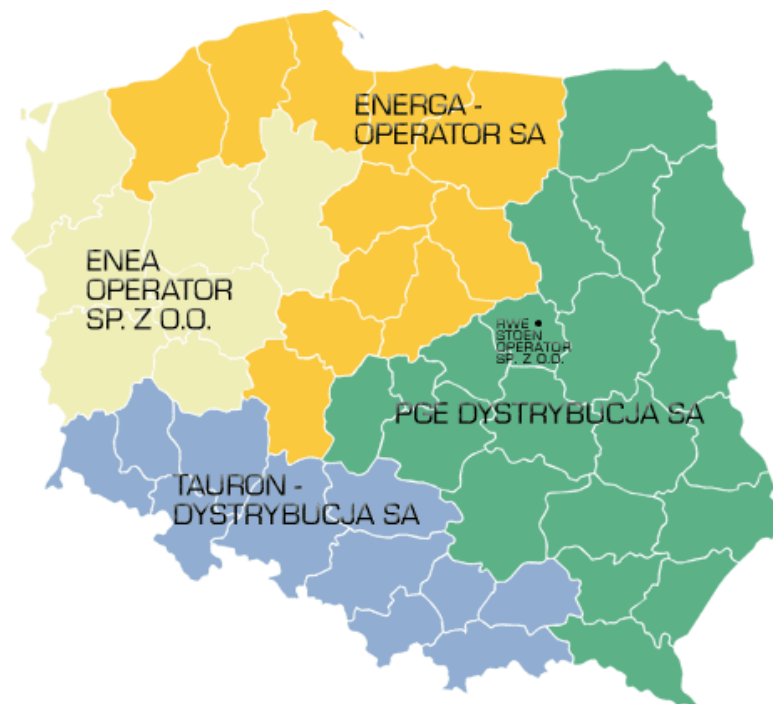 ENERGA -
OPERATOR SA
ENEA
OPERATOR
SP. Z O.O.
RWE
STOEN
OPERATOR
SP. Z O.O.
PGE DYSTRYBUCJA SA
TAURON -
DYSTRYBUCJA SA